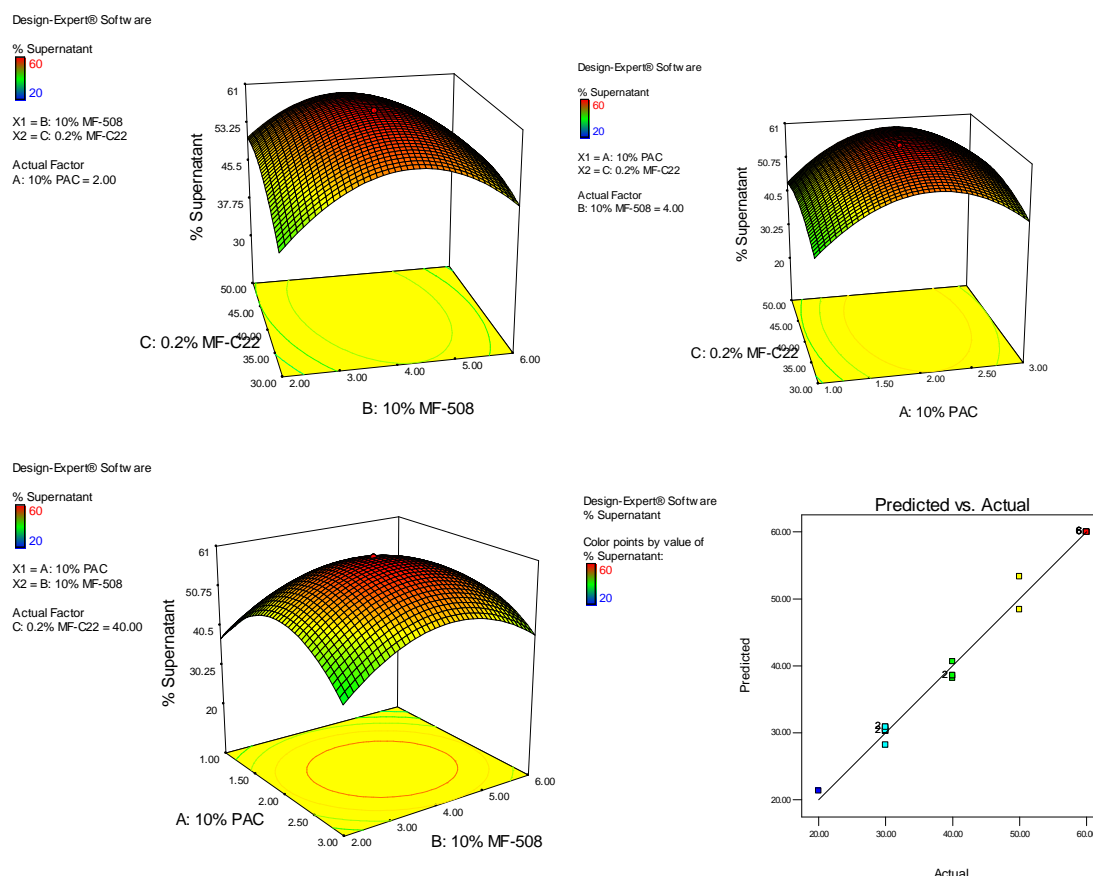 Design-Expert® Software
% Supernatant
60
20
X1 = B: 10% MF-508
X2 = C: 0.2% MF-C22
Actual Factor
A: 10% PAC = 2.00
61
53.25
45.5
37.75
30
% Supernatant
50.00
45.00
40.00
35.00
30.00
C: 0.2% MF-C22
2.00
3.00
4.00
5.00
6.00
B: 10% MF-508
Design-Expert® Software
% Supernatant
60
20
X1 = A: 10% PAC
X2 = C: 0.2% MF-C22
Actual Factor
B: 10% MF-508 = 4.00
61
50.75
40.5
30.25
20
% Supernatant
50.00
45.00
40.00
35.00
30.00
C: 0.2% MF-C22
1.00
1.50
2.00
2.50
3.00
A: 10% PAC
Design-Expert® Software
% Supernatant
60
20
X1 = A: 10% PAC
X2 = B: 10% MF-508
Actual Factor
C: 0.2% MF-C22 = 40.00
61
50.75
40.5
30.25
20
% Supernatant
1.00
1.50
2.00
2.50
3.00
A: 10% PAC
2.00
3.00
4.00
5.00
6.00
B: 10% MF-508
Design-Expert® Software
% Supernatant
Color points by value of
% Supernatant:
60
20
Predicted vs. Actual
60.00
50.00
40.00
30.00
20.00
Predicted
6
2
2
20.00
30.00
40.00
50.00
60.00
Actual